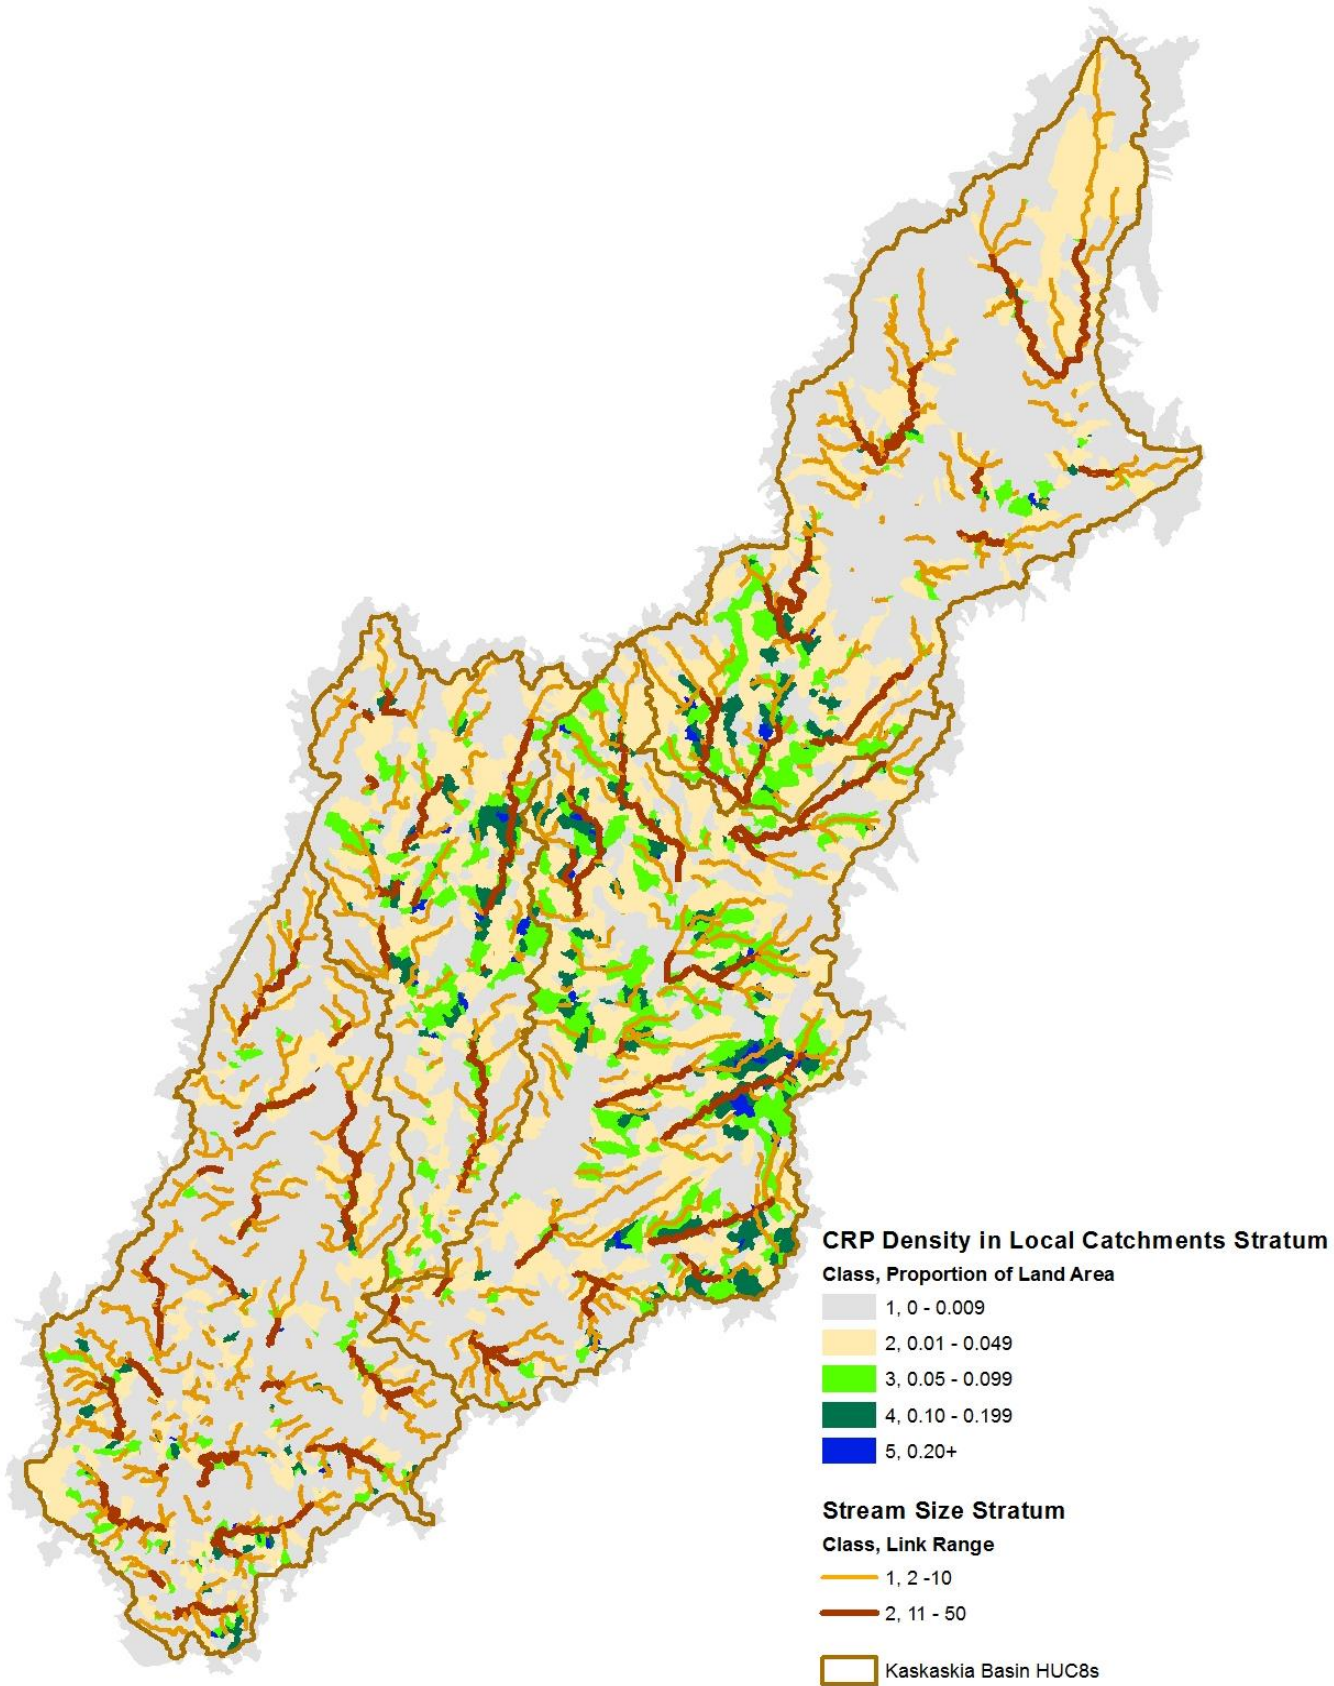 CRP Density in Local Catchments Stratum
Class, Proportion of Land Area
1, 0 - 0.009
2, 0.01 - 0.049
3, 0.05 - 0.099
4, 0.10 - 0.199
5, 0.20+
Stream Size Stratum
Class, Link Range
1, 2 -10
2, 11 - 50
Kaskaskia Basin HUC8s